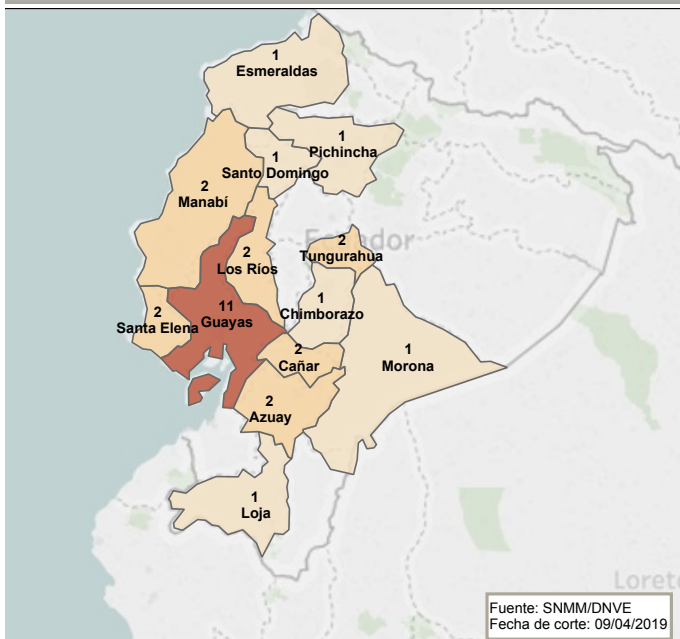 1
Esmeraldas
1
Pichincha
1
Santo Domingo
2
Manabí
Ecuador
2
Tungurahua
2
Los Ríos
11
Guayas
2
Santa Elena
1
Chimborazo
2
Cañar
1
Morona
2
Azuay
1
Loja
Loreto
Fuente: SNMM/DNVE
Fecha de corte: 09/04/2019